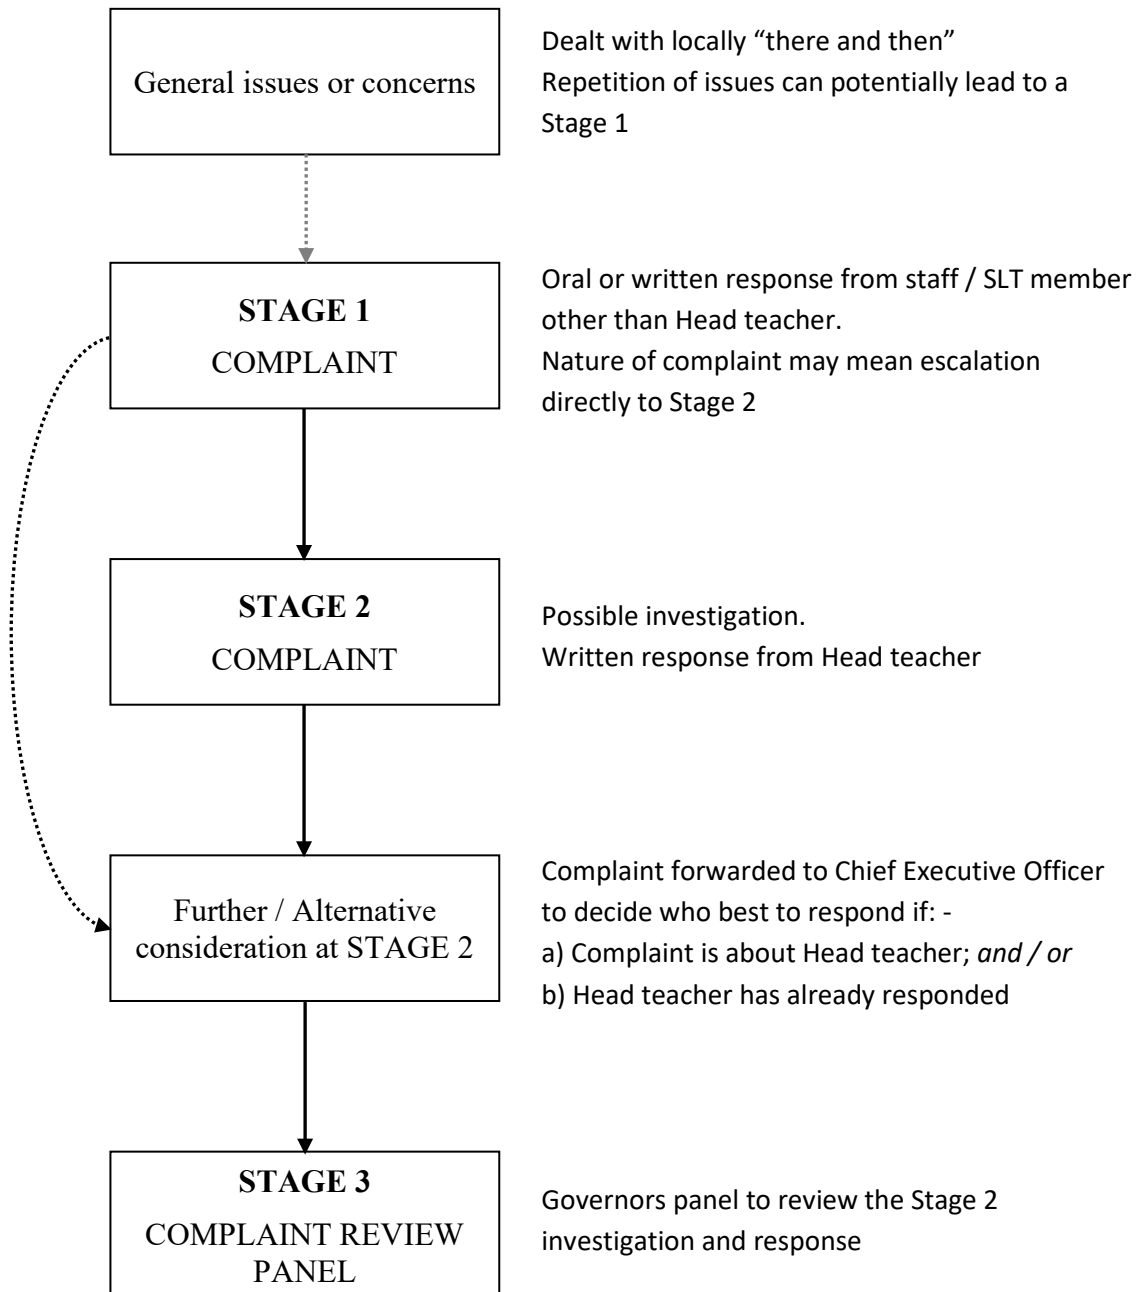 General issues or concerns
Dealt with locally “there and then”
Repetition of issues can potentially lead to a
Stage 1
STAGE 1
COMPLAINT
Oral or written response from staff / SLT member
other than Head teacher.
Nature of complaint may mean escalation
directly to Stage 2
STAGE 2
COMPLAINT
Possible investigation.
Written response from Head teacher
Further / Alternative
consideration at STAGE 2
Complaint forwarded to Chief Executive Officer
to decide who best to respond if: -
a) Complaint is about Head teacher; and / or
b) Head teacher has already responded
STAGE 3
COMPLAINT REVIEW
PANEL
Governors panel to review the Stage 2
investigation and response